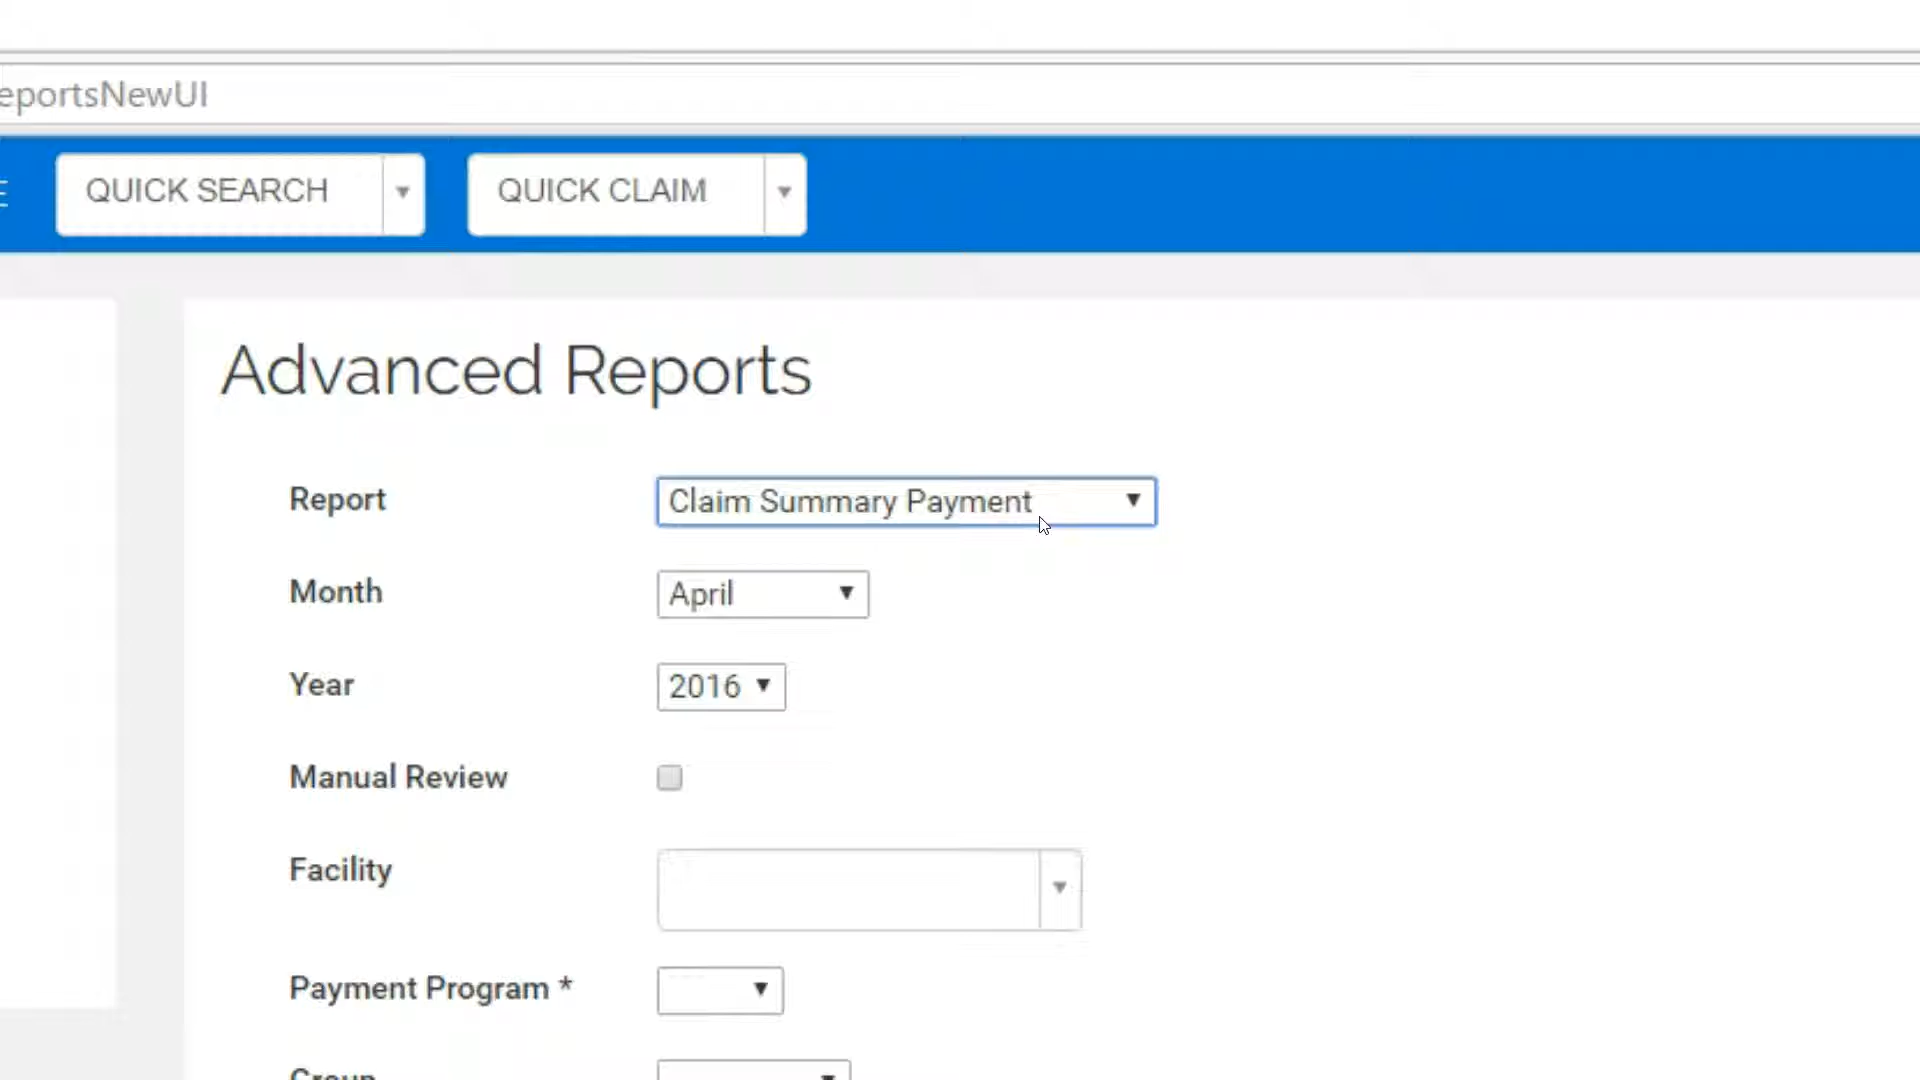 eportsNewUI
E QUICK SEARCH QUICK CLAIM
Advanced Reports
Report Claim Summary Payment
Month April
Year 2016
Manual Review
Facility
Payment Program *
Group